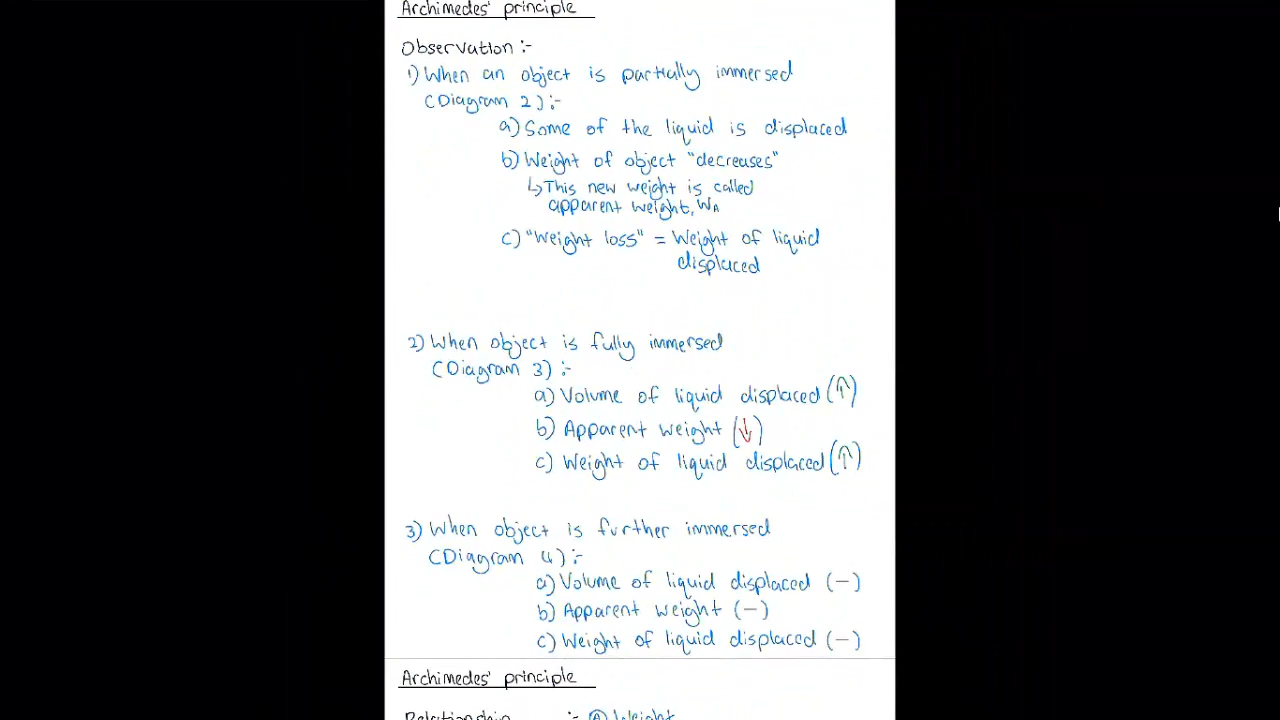 Archimedes' principle
Observation :-
1) When an object is partially immersed
(Diagram 2) :-
a) Some of the liquid is displaced
b) Weight of object "decreases"
↳ This new weight is called
apparent weight, WA
c) "Weight loss" = Weight of liquid
displaced
2) When object is fully immersed
(Diagram 3) :-
a) Volume of liquid displaced (↑)
b) Apparent weight (↓)
c) Weight of liquid displaced (↑)
3) When object is further immersed
(Diagram 4) :-
a) Volume of liquid displaced (—)
b) Apparent weight (—)
c) Weight of liquid displaced (—)
Archimedes' principle
Relationship :- Ⓐ Weight